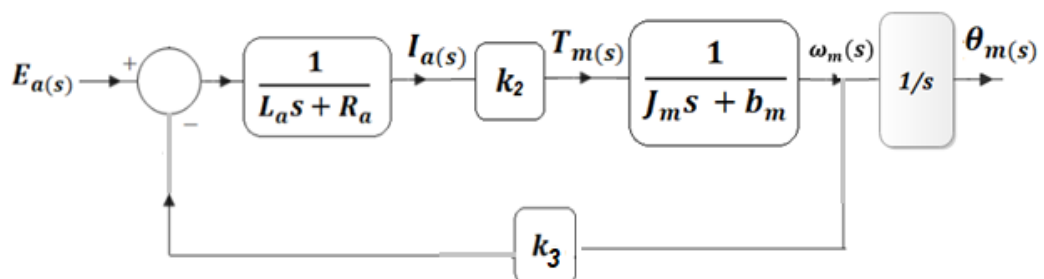 E_a(s)
+
−
1
L_a s + R_a
I_a(s)
k_2
T_m(s)
1
J_m s + b_m
ω_m(s)
1/s
θ_m(s)
k_3